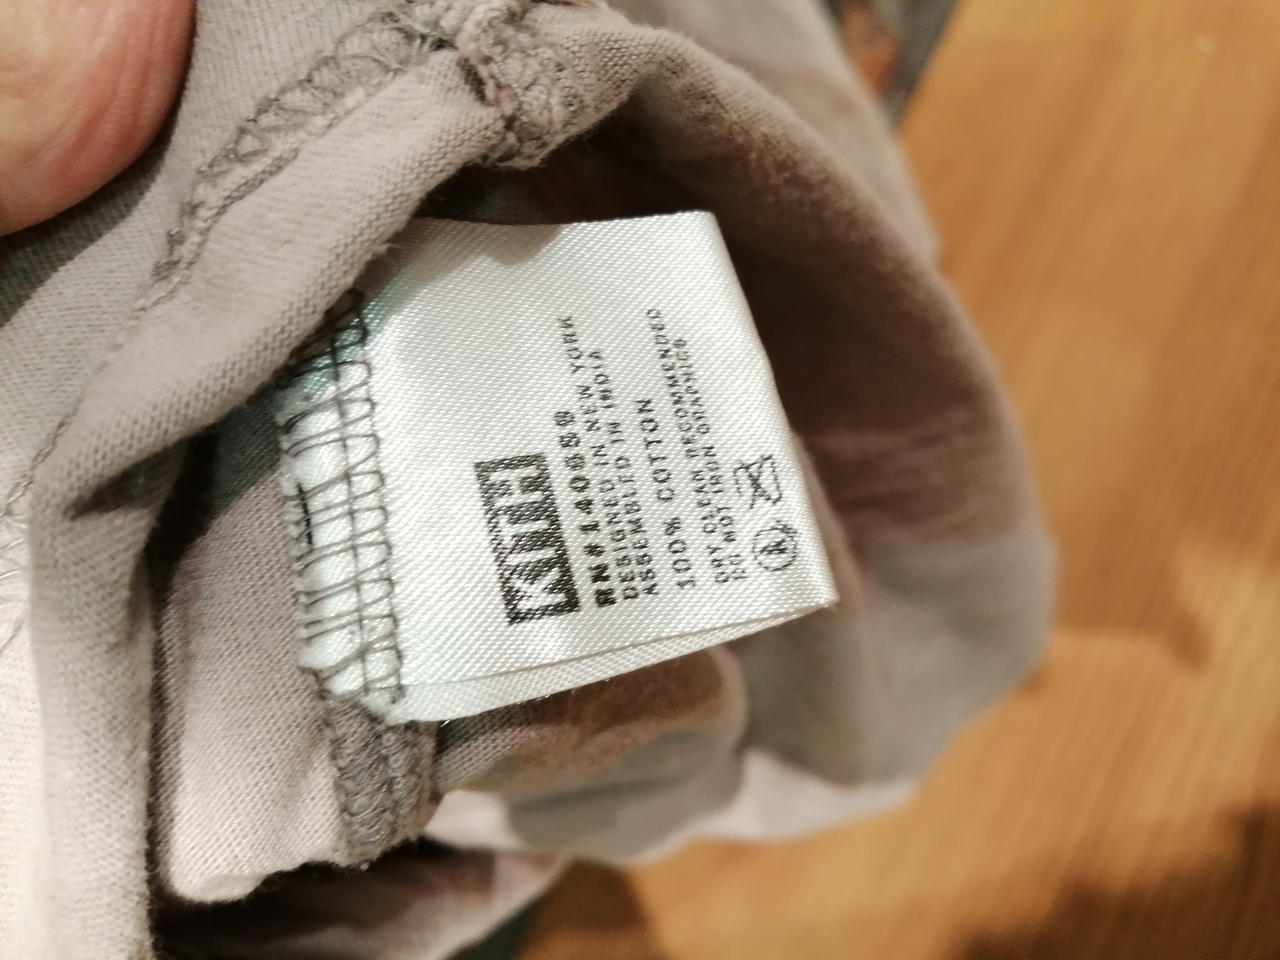 KITH
RN#140659
DESIGNED IN NEW YORK
ASSEMBLED IN INDIA
100% COTTON
DRY CLEAN RECOMMENDED
DO NOT IRON GRAPHICS
A